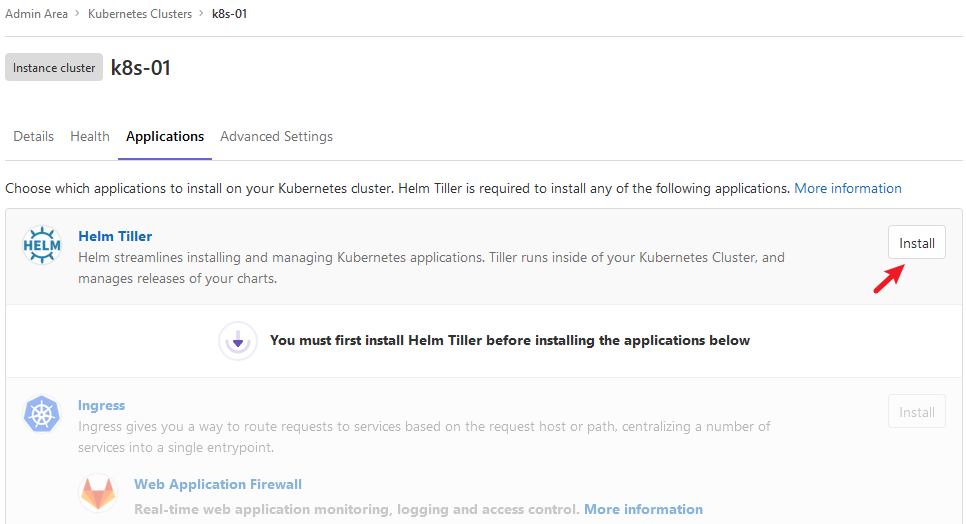 Admin Area > Kubernetes Clusters > k8s-01
Instance cluster k8s-01
Details Health Applications Advanced Settings
Choose which applications to install on your Kubernetes cluster. Helm Tiller is required to install any of the following applications. More information
HELM
Helm Tiller
Install
Helm streamlines installing and managing Kubernetes applications. Tiller runs inside of your Kubernetes Cluster, and
manages releases of your charts.
You must first install Helm Tiller before installing the applications below
Ingress
Install
Ingress gives you a way to route requests to services based on the request host or path, centralizing a number of
services into a single entrypoint.
Web Application Firewall
Real-time web application monitoring, logging and access control. More information